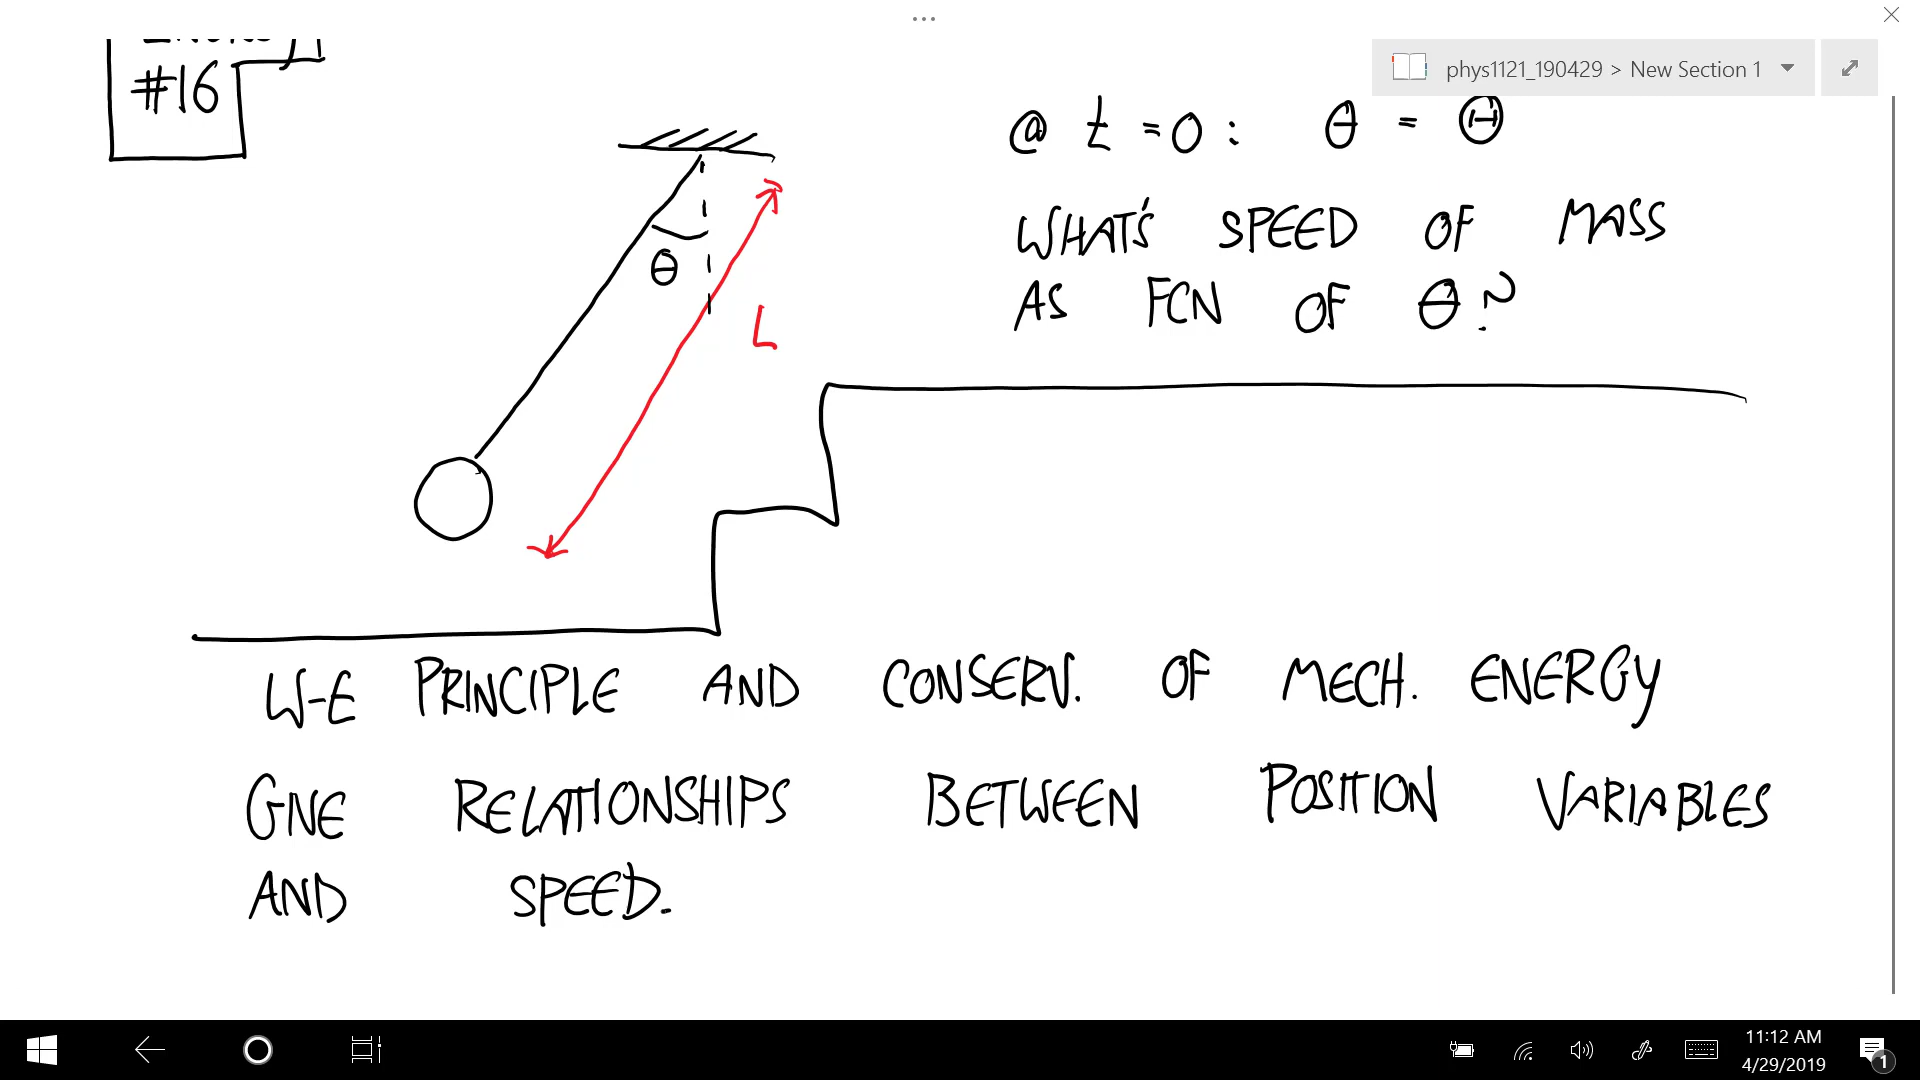 #16
phys1121_190429 > New Section 1
@ t = 0 : θ = Θ
WHAT'S SPEED OF MASS
AS FCN OF θ?
θ
L
W-E PRINCIPLE AND CONSERV. OF MECH. ENERGY
GIVE RELATIONSHIPS BETWEEN POSITION VARIABLES
AND SPEED.
11:12 AM
4/29/2019
1